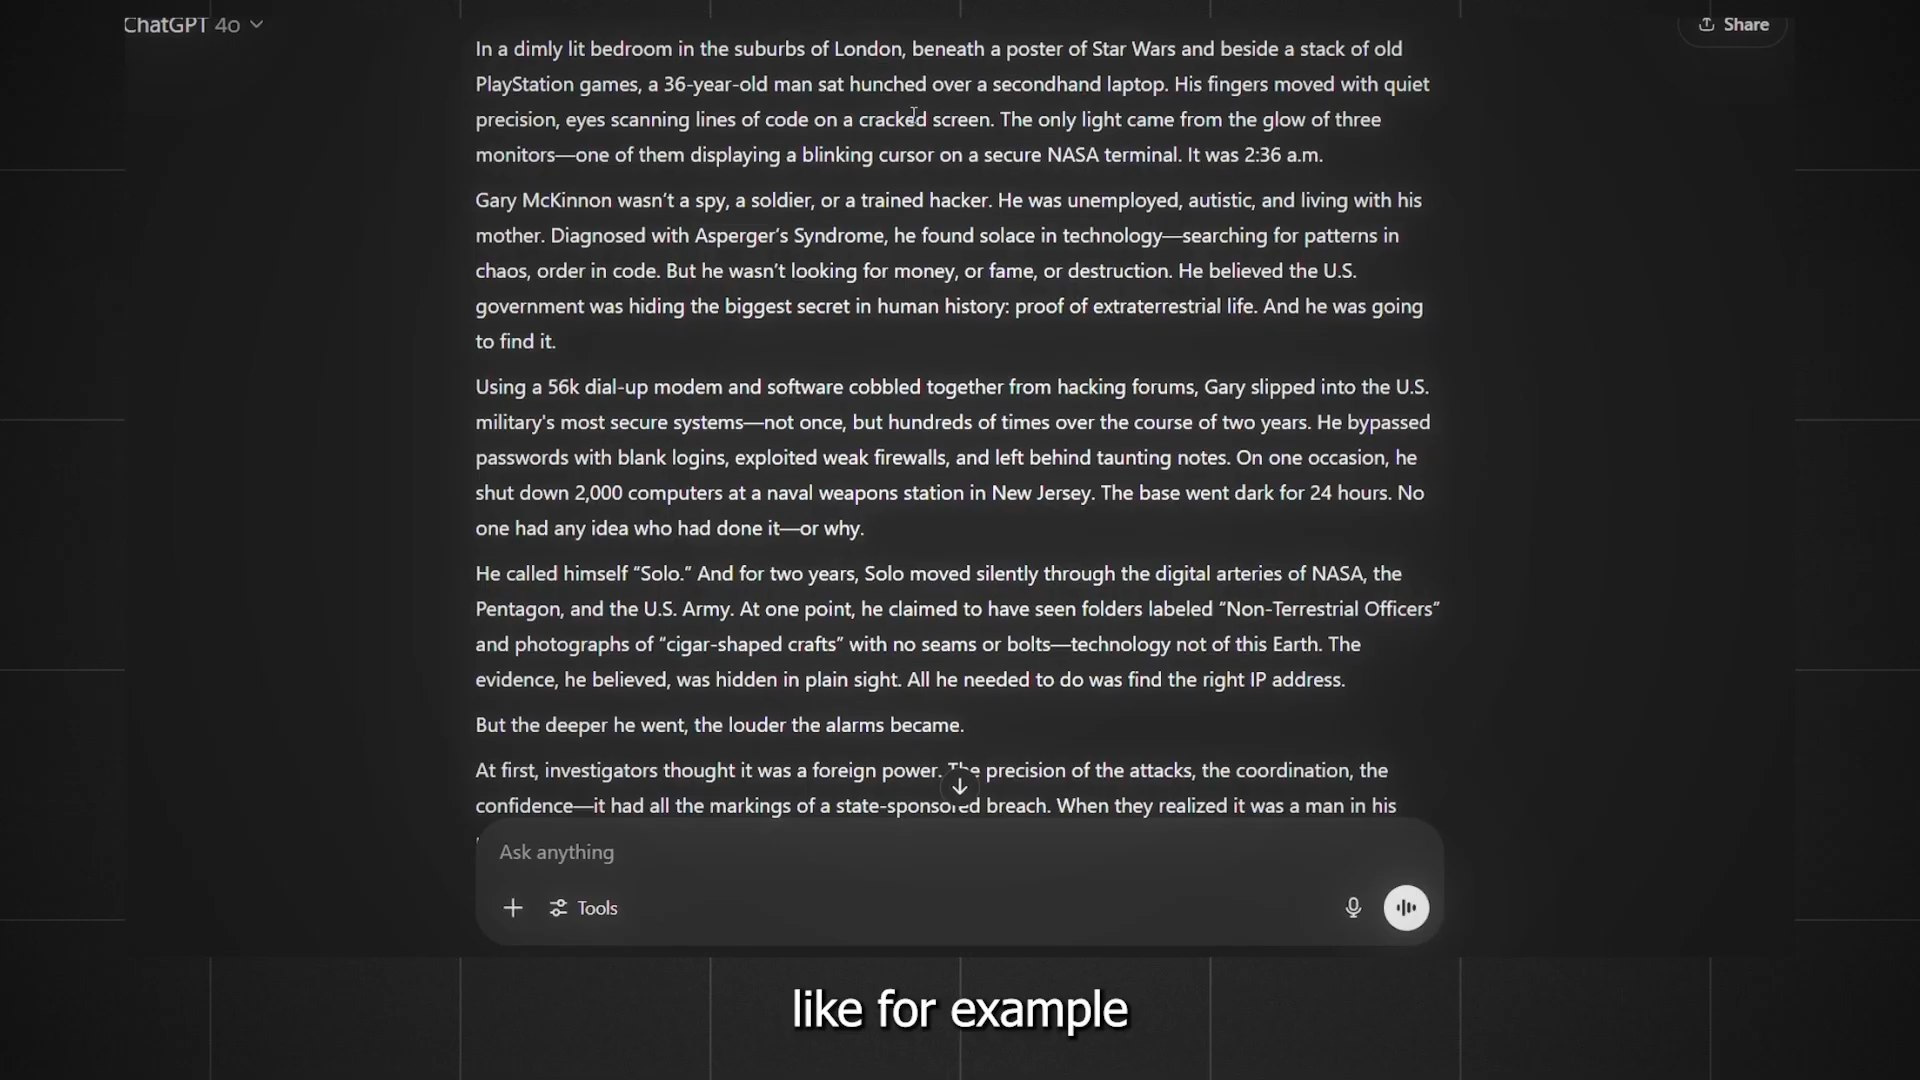 ChatGPT 4o
Share
In a dimly lit bedroom in the suburbs of London, beneath a poster of Star Wars and beside a stack of old
PlayStation games, a 36-year-old man sat hunched over a secondhand laptop. His fingers moved with quiet
precision, eyes scanning lines of code on a cracked screen. The only light came from the glow of three
monitors—one of them displaying a blinking cursor on a secure NASA terminal. It was 2:36 a.m.
Gary McKinnon wasn’t a spy, a soldier, or a trained hacker. He was unemployed, autistic, and living with his
mother. Diagnosed with Asperger’s Syndrome, he found solace in technology—searching for patterns in
chaos, order in code. But he wasn’t looking for money, or fame, or destruction. He believed the U.S.
government was hiding the biggest secret in human history: proof of extraterrestrial life. And he was going
to find it.
Using a 56k dial-up modem and software cobbled together from hacking forums, Gary slipped into the U.S.
military's most secure systems—not once, but hundreds of times over the course of two years. He bypassed
passwords with blank logins, exploited weak firewalls, and left behind taunting notes. On one occasion, he
shut down 2,000 computers at a naval weapons station in New Jersey. The base went dark for 24 hours. No
one had any idea who had done it—or why.
He called himself “Solo.” And for two years, Solo moved silently through the digital arteries of NASA, the
Pentagon, and the U.S. Army. At one point, he claimed to have seen folders labeled “Non-Terrestrial Officers”
and photographs of “cigar-shaped crafts” with no seams or bolts—technology not of this Earth. The
evidence, he believed, was hidden in plain sight. All he needed to do was find the right IP address.
But the deeper he went, the louder the alarms became.
At first, investigators thought it was a foreign power. The precision of the attacks, the coordination, the
confidence—it had all the markings of a state-sponsored breach. When they realized it was a man in his
Ask anything
Tools
like for example